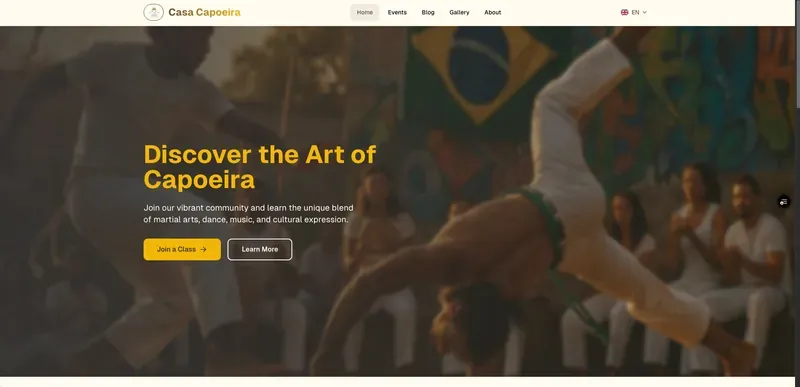 Casa Capoeira
Home Events Blog Gallery About
EN
Discover the Art of
Capoeira
Join our vibrant community and learn the unique blend
of martial arts, dance, music, and cultural expression.
Join a Class → Learn More